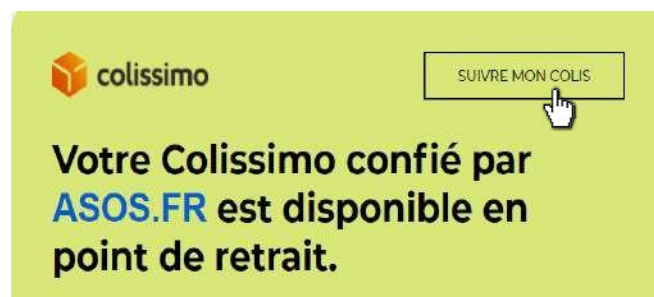 colissimo
SUIVRE MON COLIS
Votre Colissimo confié par
ASOS.FR est disponible en
point de retrait.